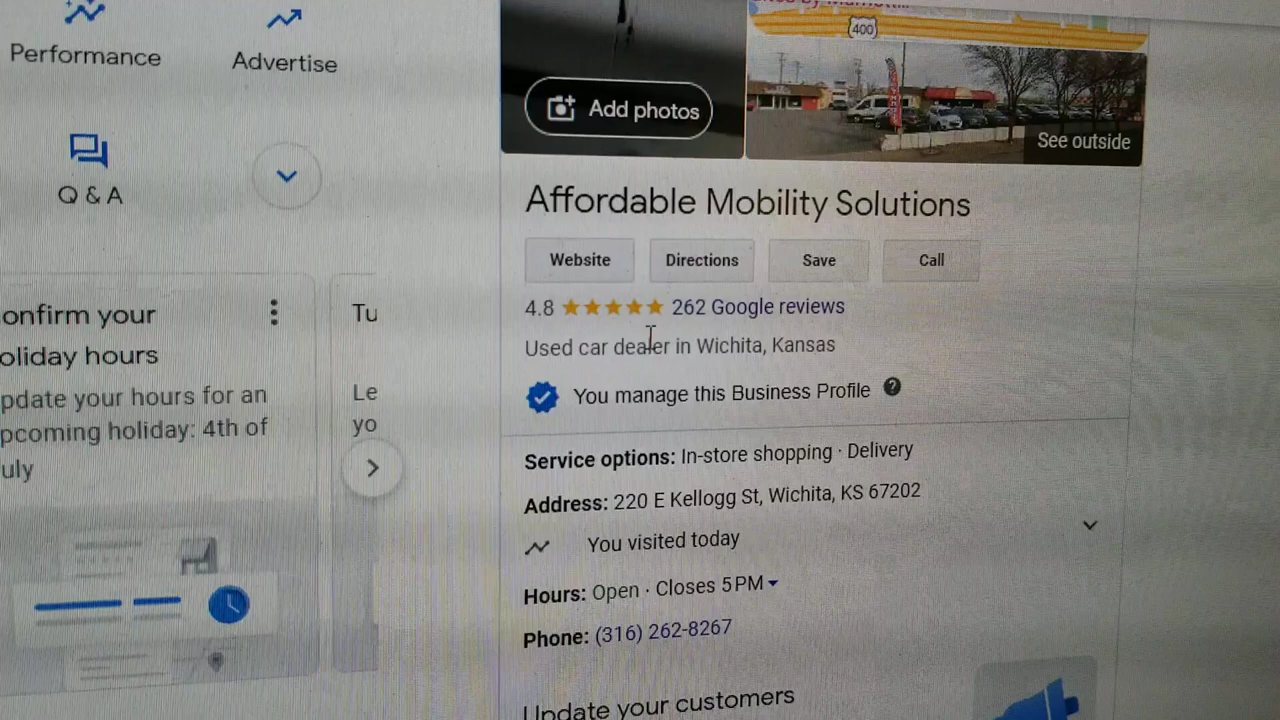 Performance
Advertise
Q & A
onfirm your
oliday hours
pdate your hours for an
pcoming holiday: 4th of
uly
Tu
Le
yo
400
Add photos
See outside
Affordable Mobility Solutions
Website
Directions
Save
Call
4.8 262 Google reviews
Used car dealer in Wichita, Kansas
You manage this Business Profile
Service options: In-store shopping · Delivery
Address: 220 E Kellogg St, Wichita, KS 67202
You visited today
Hours: Open · Closes 5 PM
Phone: (316) 262-8267
Update your customers